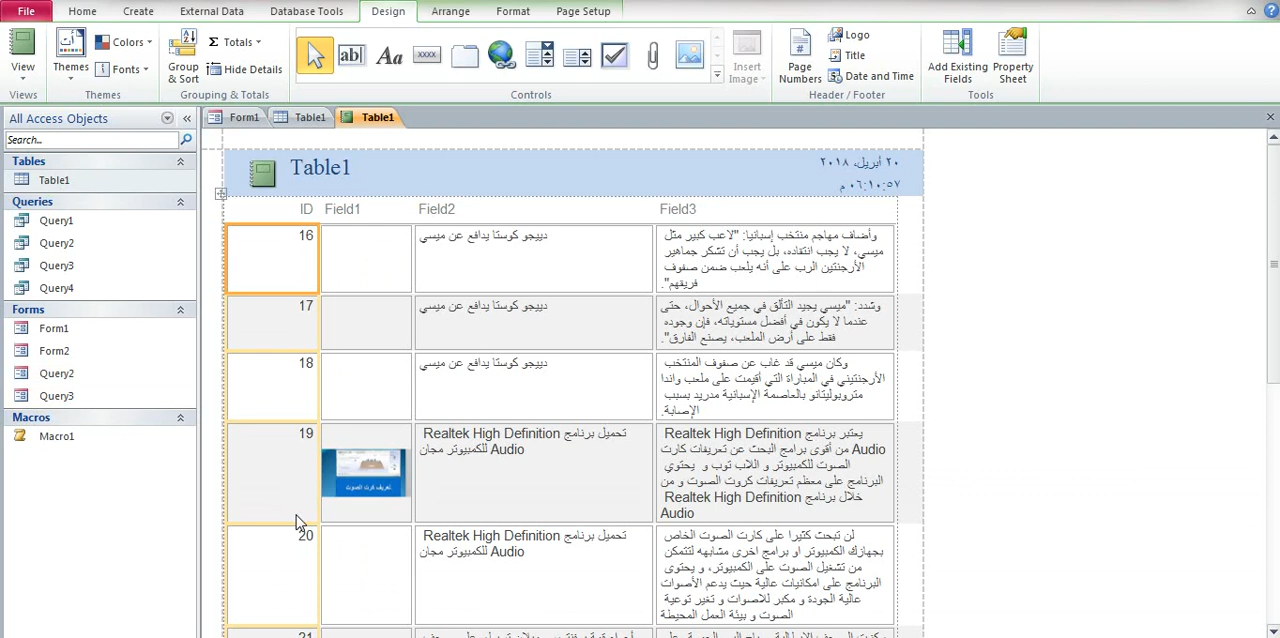 File Home Create External Data Database Tools Design Arrange Format Page Setup
View
Themes
Colors
Fonts
Group & Sort
Σ Totals
Hide Details
ab|
Aa
xxxx
Insert Image
Page Numbers
Logo
Title
Date and Time
Add Existing Fields
Property Sheet
Views Themes Grouping & Totals Controls Header / Footer Tools
All Access Objects
Search...
Tables
Table1
Queries
Query1
Query2
Query3
Query4
Forms
Form1
Form2
Query2
Query3
Macros
Macro1
Form1 Table1 Table1
Table1
٢٠ أبريل، ٢٠١٨
٠٦:١٠:٥٧ م
ID Field1 Field2 Field3
16
دييجو كوستا يدافع عن ميسي
وأضاف مهاجم منتخب إسبانيا: "لاعب كبير مثل
ميسي، لا يجب انتقاده، بل يجب أن تشكر جماهير
الأرجنتين الرب على أنه يلعب ضمن صفوف
فريقهم".
17
دييجو كوستا يدافع عن ميسي
وشدد: "ميسي يجيد التألق في جميع الأحوال، حتى
عندما لا يكون في أفضل مستوياته، فإن وجوده
فقط على أرض الملعب، يصنع الفارق".
18
دييجو كوستا يدافع عن ميسي
وكان ميسي قد غاب عن صفوف المنتخب
الأرجنتيني في المباراة التي أقيمت على ملعب واندا
متروبوليتانو بالعاصمة الإسبانية مدريد بسبب
الإصابة.
19
تعريف كرت الصوت
تحميل برنامج Realtek High Definition
Audio للكمبيوتر مجان
يعتبر برنامج Realtek High Definition
Audio من أقوى برامج البحث عن تعريفات كارت
الصوت للكمبيوتر و اللاب توب و يحتوي
البرنامج على معظم تعريفات كروت الصوت و من
خلال برنامج Realtek High Definition
Audio
20
تحميل برنامج Realtek High Definition
Audio للكمبيوتر مجان
لن تبحث كثيرا على كارت الصوت الخاص
بجهازك الكمبيوتر او برامج اخرى مشابهه لتتمكن
من تشغيل الصوت على الكمبيوتر، و يحتوى
البرنامج على امكانيات عالية حيث يدعم الأصوات
عالية الجودة و مكبر للاصوات و تغير توعية
الصوت و بيئة العمل المحيطة
21